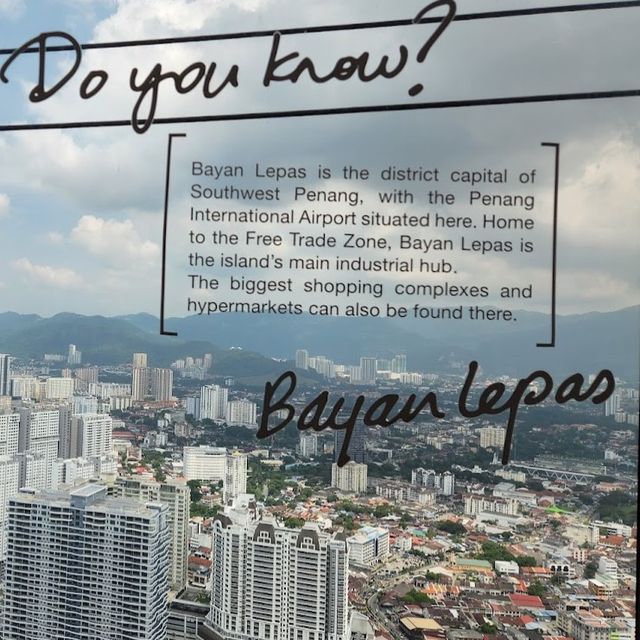 Do you know?
Bayan Lepas is the district capital of
Southwest Penang, with the Penang
International Airport situated here. Home
to the Free Trade Zone, Bayan Lepas is
the island's main industrial hub.
The biggest shopping complexes and
hypermarkets can also be found there.
Bayan Lepas